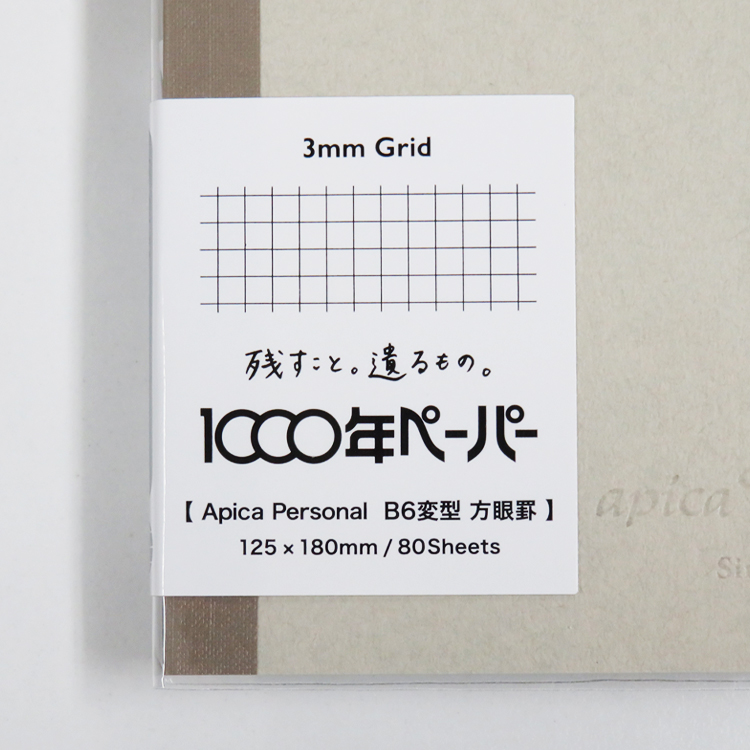 3mm Grid
残すこと。遺るもの。
1000年ペーパー
【 Apica Personal B6変型 方眼罫 】
125 × 180mm / 80Sheets
apica